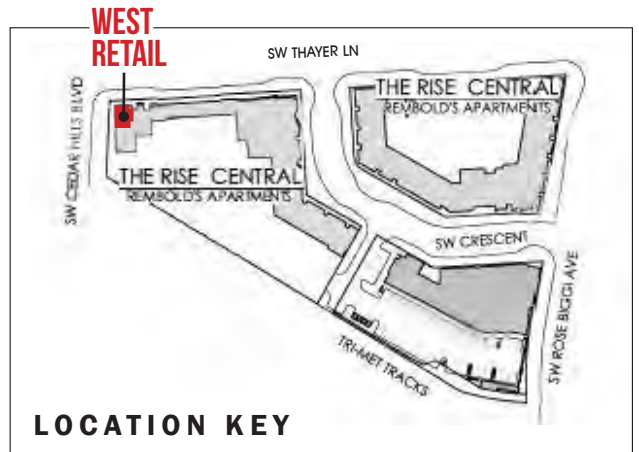 WEST
RETAIL
SW THAYER LN
SW CEDAR HILLS BLVD
THE RISE CENTRAL
REMBOLD'S APARTMENTS
THE RISE CENTRAL
REMBOLD'S APARTMENTS
SW CRESCENT
SW ROSE BIGGI AVE
TRI-MET TRACKS
LOCATION KEY